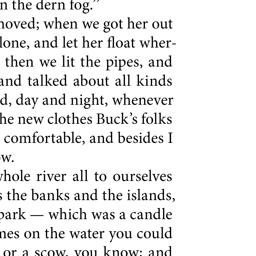 n the dern fog.”
noved; when we got her out
lone, and let her float wher-
then we lit the pipes, and
and talked about all kinds
d, day and night, whenever
he new clothes Buck’s folks
comfortable, and besides I
w.
whole river all to ourselves
s the banks and the islands,
park — which was a candle
mes on the water you could
or a scow, you know; and